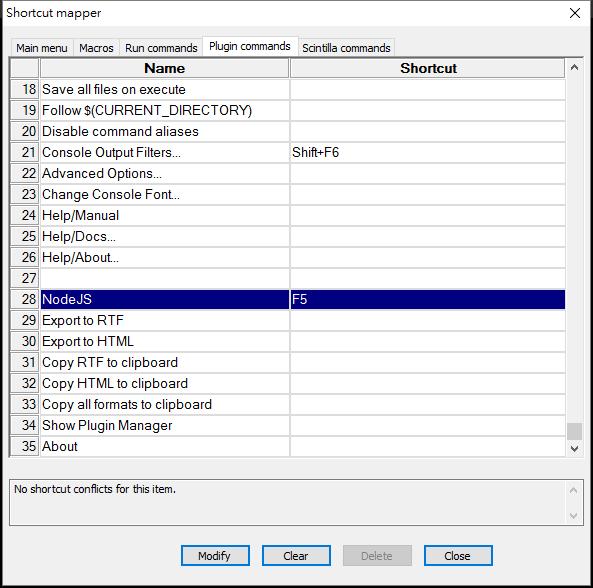 Shortcut mapper
Main menu Macros Run commands Plugin commands Scintilla commands
Name Shortcut
18 Save all files on execute
19 Follow $(CURRENT_DIRECTORY)
20 Disable command aliases
21 Console Output Filters... Shift+F6
22 Advanced Options...
23 Change Console Font...
24 Help/Manual
25 Help/Docs...
26 Help/About...
27
28 NodeJS F5
29 Export to RTF
30 Export to HTML
31 Copy RTF to clipboard
32 Copy HTML to clipboard
33 Copy all formats to clipboard
34 Show Plugin Manager
35 About
No shortcut conflicts for this item.
Modify Clear Delete Close